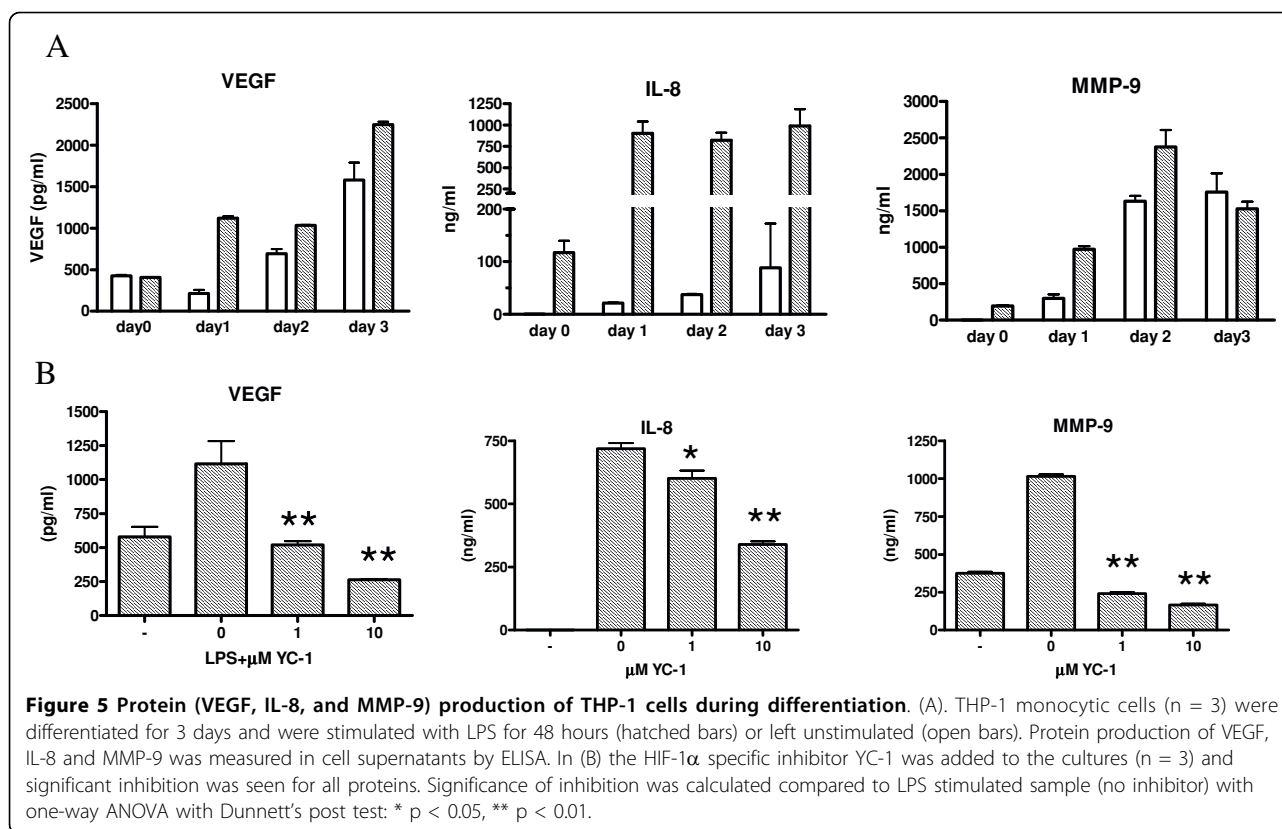 A
VEGF
VEGF (pg/ml)
2500
2000
1500
1000
500
0
day0
day1
day2
day 3
IL-8
ng/ml
1250
1000
750
500
250
200
100
0
day 0
day 1
day 2
day 3
MMP-9
ng/ml
3000
2500
2000
1500
1000
500
0
day 0
day 1
day 2
day3
B
VEGF
(pg/ml)
1500
1250
1000
750
500
250
0
**
**
-
0
1
10
LPS+μM YC-1
IL-8
(ng/ml)
750
500
250
0
*
**
-
0
1
10
μM YC-1
MMP-9
(ng/ml)
1250
1000
750
500
250
0
**
**
-
0
1
10
μM YC-1
Figure 5 Protein (VEGF, IL-8, and MMP-9) production of THP-1 cells during differentiation. (A). THP-1 monocytic cells (n = 3) were
differentiated for 3 days and were stimulated with LPS for 48 hours (hatched bars) or left unstimulated (open bars). Protein production of VEGF,
IL-8 and MMP-9 was measured in cell supernatants by ELISA. In (B) the HIF-1α specific inhibitor YC-1 was added to the cultures (n = 3) and
significant inhibition was seen for all proteins. Significance of inhibition was calculated compared to LPS stimulated sample (no inhibitor) with
one-way ANOVA with Dunnett's post test: * p < 0.05, ** p < 0.01.